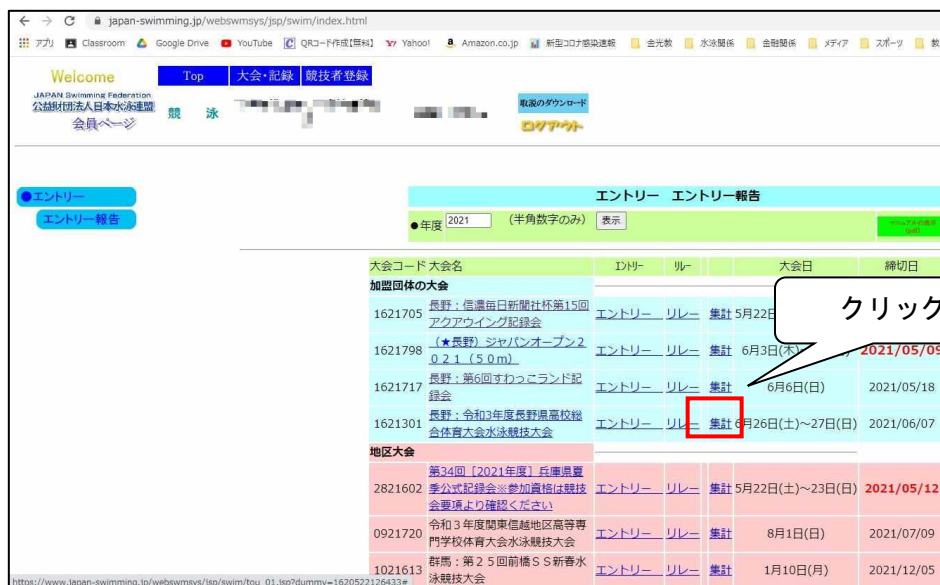 japan-swimming.jp/webswmsys/jsp/swim/index.html
アプリ Classroom Google Drive YouTube QRコード作成【無料】 Yahoo! Amazon.co.jp 新型コロナ感染速報 金光教 水泳関係 金融関係 メディア スポーツ 教
Welcome Top 大会・記録 競技者登録
JAPAN Swimming Federation
公益財団法人日本水泳連盟
会員ページ
競 泳
取説のダウンロード
ログアウト
●エントリー
エントリー報告
エントリー エントリー報告
●年度 2021 (半角数字のみ) 表示
大会コード 大会名 エントリー リレー 大会日 締切日
加盟団体の大会
1621705 長野:信濃毎日新聞社杯第15回アクアウイング記録会 エントリー リレー 集計 5月22日
クリック
1621798 (★長野)ジャパンオープン2021(50m) エントリー リレー 集計 6月3日(木) 2021/05/09
1621717 長野:第6回すわっこランド記録会 エントリー リレー 集計 6月6日(日) 2021/05/18
1621301 長野:令和3年度長野県高校総合体育大会水泳競技大会 エントリー リレー 集計 6月26日(土)~27日(日) 2021/06/07
地区大会
2821602 第34回[2021年度]兵庫県夏季公式記録会※参加資格は競技会要項より確認ください エントリー リレー 集計 5月22日(土)~23日(日) 2021/05/12
0921720 令和3年度関東信越地区高等専門学校体育大会水泳競技大会 エントリー リレー 集計 8月1日(日) 2021/07/09
1021613 群馬:第25回前橋SS新春水泳競技大会 エントリー リレー 集計 1月10日(月) 2021/12/05
https://www.japan-swimming.jp/webswmsys/jsp/swim/tou_01.jsp?dummy=1620522126433#